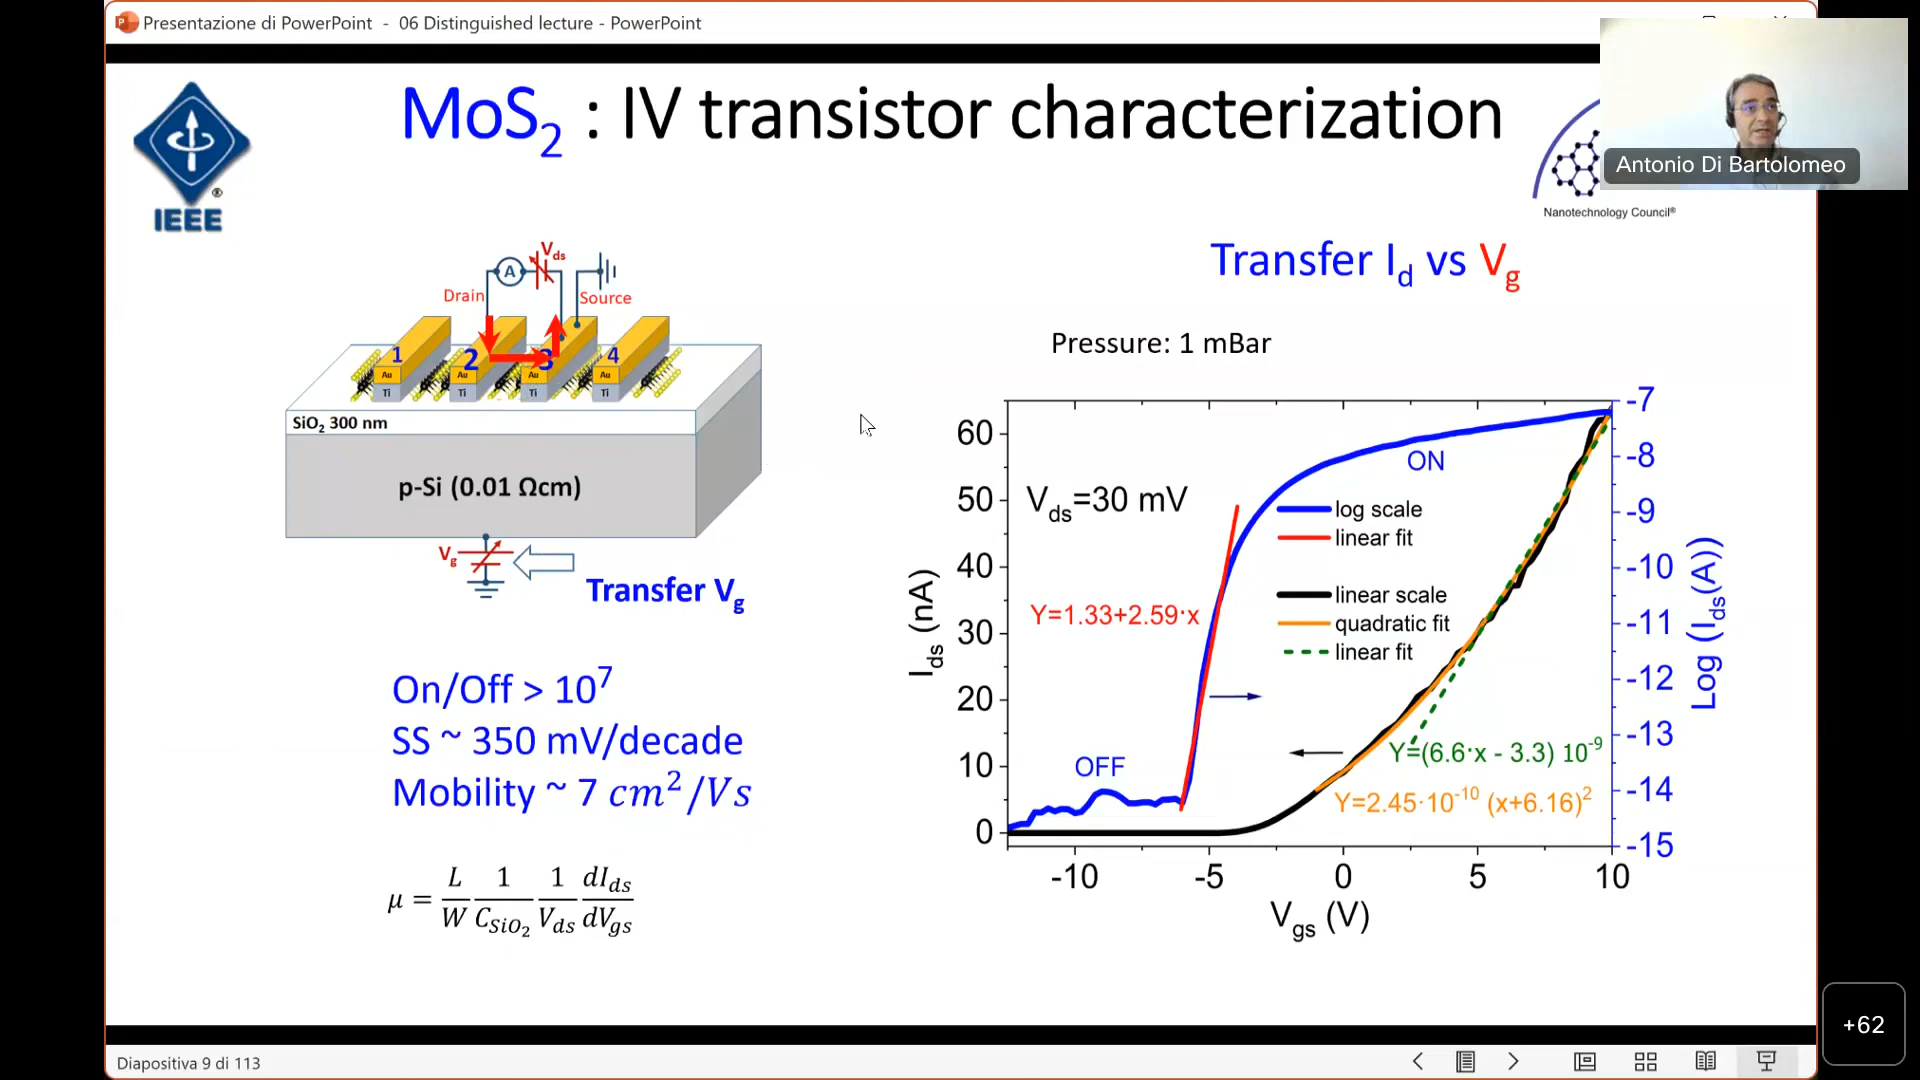 Presentazione di PowerPoint - 06 Distinguished lecture - PowerPoint
MoS₂ : IV transistor characterization
Antonio Di Bartolomeo
®
IEEE
Nanotechnology Council®
Transfer I_d vs V_g
Pressure: 1 mBar
V_ds
A
Drain
Source
1 2 3 4
Au Au Au Au
Ti Ti Ti Ti
SiO₂ 300 nm
p-Si (0.01 Ωcm)
V_g
Transfer V_g
On/Off > 10⁷
SS ~ 350 mV/decade
Mobility ~ 7 cm²/Vs
μ = L/W 1/C_SiO₂ 1/V_ds dI_ds/dV_gs
I_ds (nA)
60
50
40
30
20
10
0
V_ds=30 mV
ON
log scale
linear fit
Y=1.33+2.59·x
linear scale
quadratic fit
linear fit
OFF
Y=(6.6·x - 3.3) 10⁻⁹
Y=2.45·10⁻¹⁰ (x+6.16)²
-7
-8
-9
-10
-11
-12
-13
-14
-15
Log (I_ds(A))
-10 -5 0 5 10
V_gs (V)
+62
Diapositiva 9 di 113